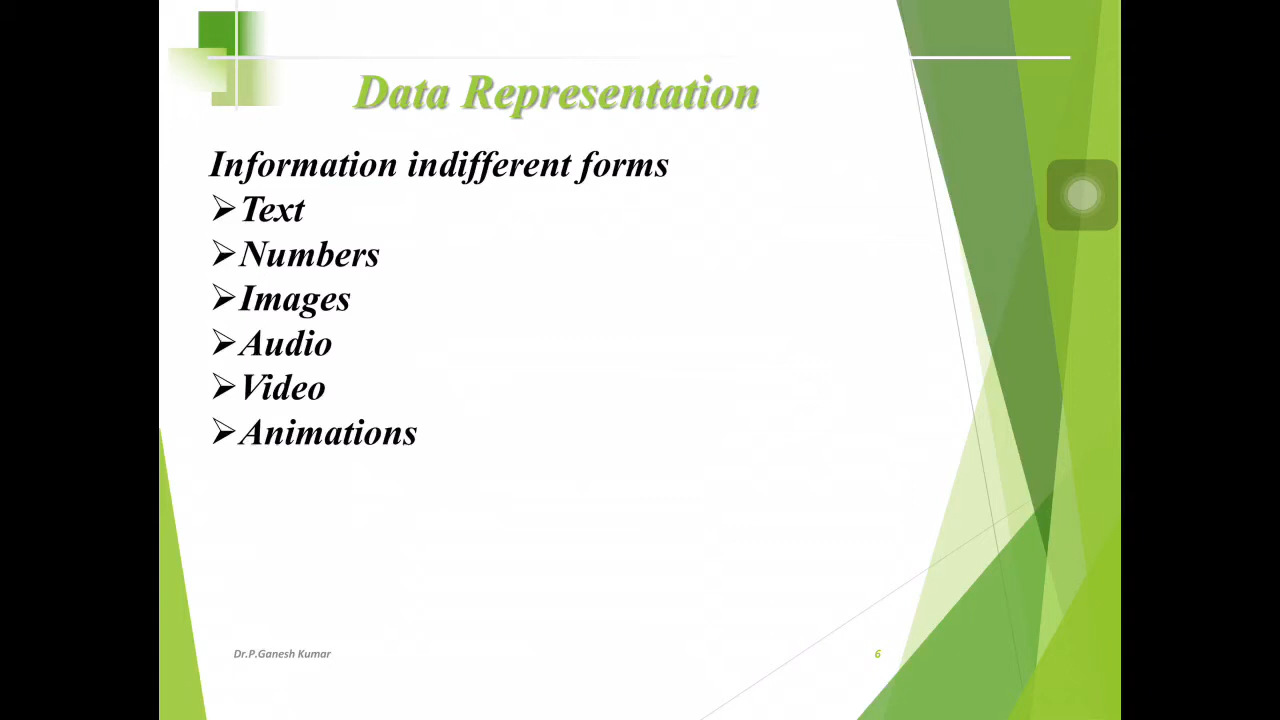 Data Representation
Information indifferent forms
➢Text
➢Numbers
➢Images
➢Audio
➢Video
➢Animations
Dr.P.Ganesh Kumar
6